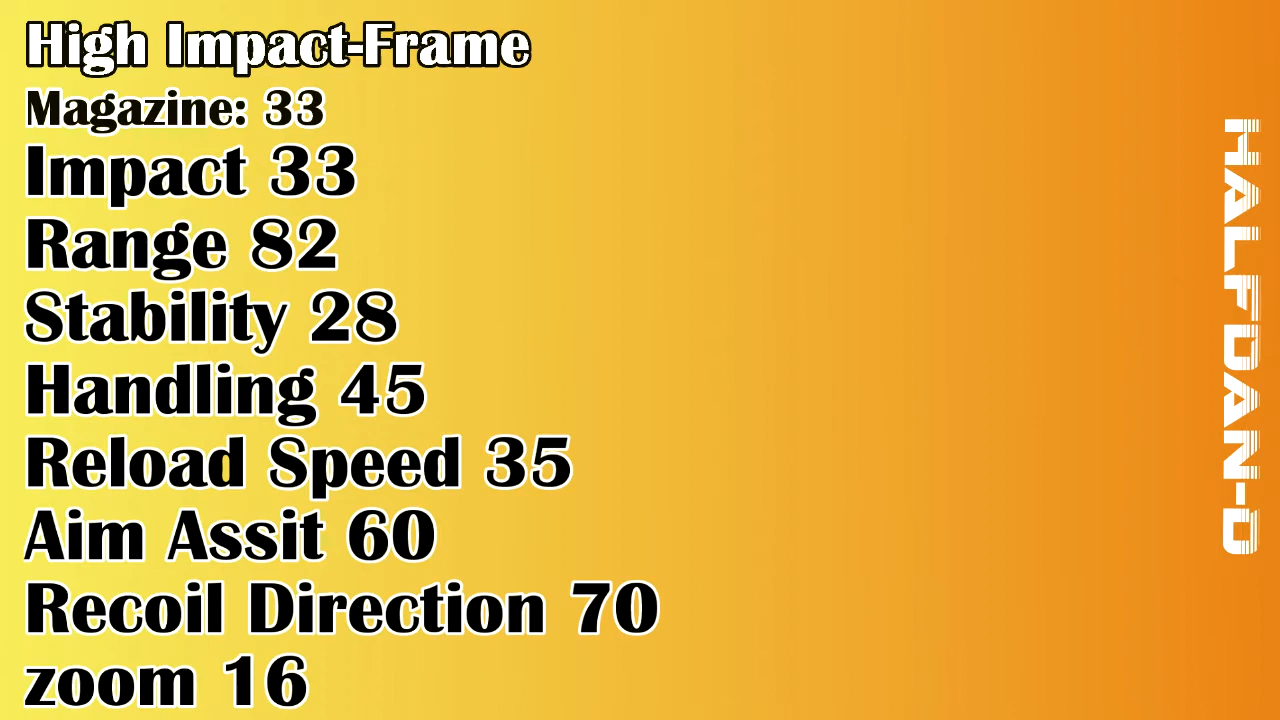 High Impact-Frame
Magazine: 33
Impact 33
Range 82
Stability 28
Handling 45
Reload Speed 35
Aim Assit 60
Recoil Direction 70
zoom 16
HALFDAN-D